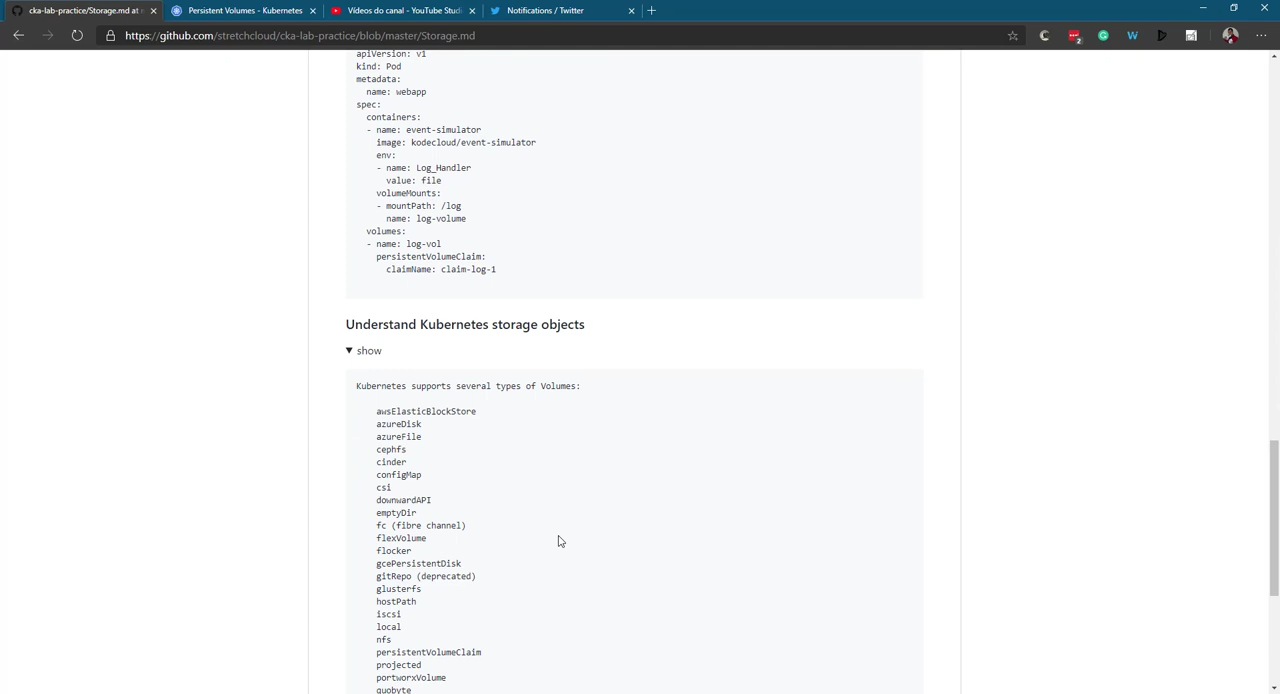 cka-lab-practice/Storage.md at
Persistent Volumes - Kubernetes
Vídeos do canal - YouTube Studi
Notifications / Twitter
https://github.com/stretchcloud/cka-lab-practice/blob/master/Storage.md
apiVersion: v1
kind: Pod
metadata:
name: webapp
spec:
containers:
- name: event-simulator
image: kodecloud/event-simulator
env:
- name: Log_Handler
value: file
volumeMounts:
- mountPath: /log
name: log-volume
volumes:
- name: log-vol
persistentVolumeClaim:
claimName: claim-log-1
Understand Kubernetes storage objects
▼ show
Kubernetes supports several types of Volumes:
awsElasticBlockStore
azureDisk
azureFile
cephfs
cinder
configMap
csi
downwardAPI
emptyDir
fc (fibre channel)
flexVolume
flocker
gcePersistentDisk
gitRepo (deprecated)
glusterfs
hostPath
iscsi
local
nfs
persistentVolumeClaim
projected
portworxVolume
quobyte